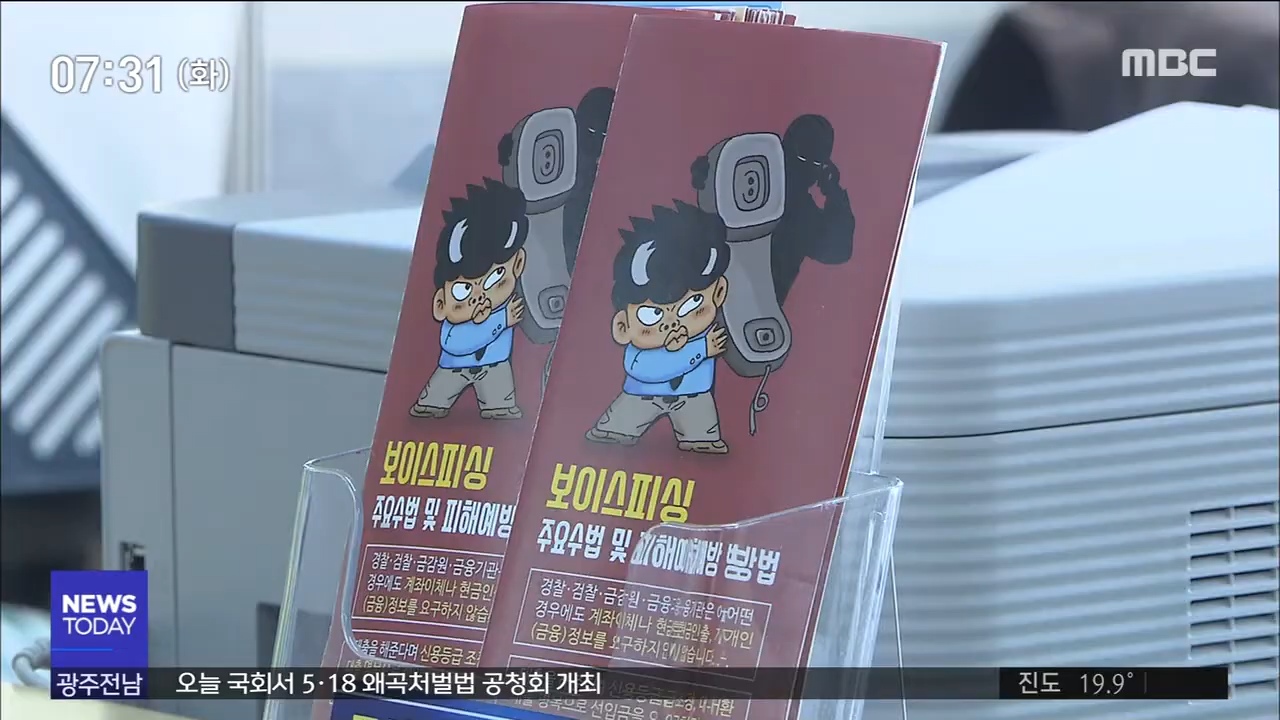 07:31 (화)
MBC
보이스피싱
주요수법 및 피해예방
경찰·검찰·금감원·금융기관
경우에도 계좌이체나 현금인
(금융)정보를 요구하지 않습
신용등급
보이스피싱
주요수법 및 피해예방 방법
경찰·검찰·금감원·금융기관은 어떠한
경우에도 계좌이체나 현금인출, 개인
(금융)정보를 요구하지 않습니다.
NEWS
TODAY
광주전남
오늘 국회서 5·18 왜곡처벌법 공청회 개최
진도 19.9°